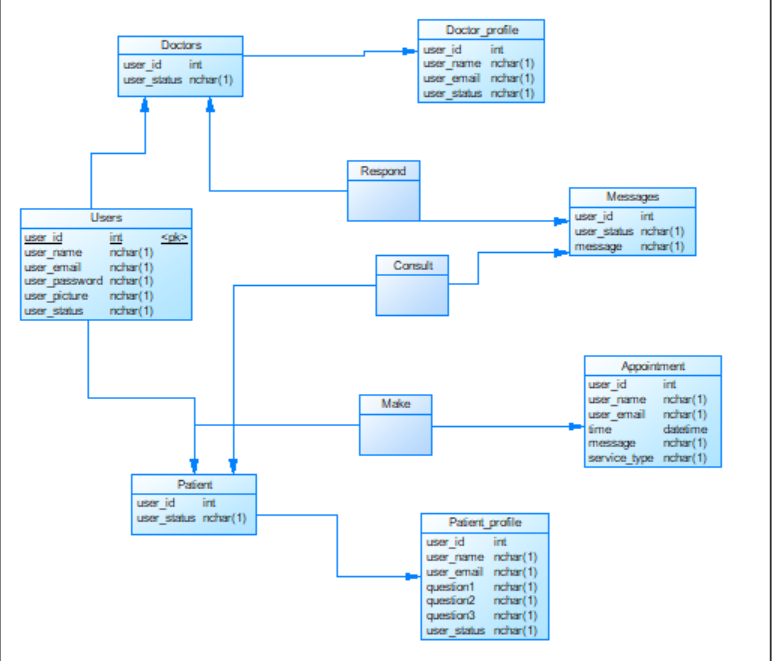 Doctors
user_id int
user_status nchar(1)
Doctor_profile
user_id int
user_name nchar(1)
user_email nchar(1)
user_status nchar(1)
Respond
Messages
user_id int
user_status nchar(1)
message nchar(1)
Users
user_id int <pk>
user_name nchar(1)
user_email nchar(1)
user_password nchar(1)
user_picture nchar(1)
user_status nchar(1)
Consult
Appointment
user_id int
user_name nchar(1)
user_email nchar(1)
time datetime
message nchar(1)
service_type nchar(1)
Make
Patient
user_id int
user_status nchar(1)
Patient_profile
user_id int
user_name nchar(1)
user_email nchar(1)
question1 nchar(1)
question2 nchar(1)
question3 nchar(1)
user_status nchar(1)